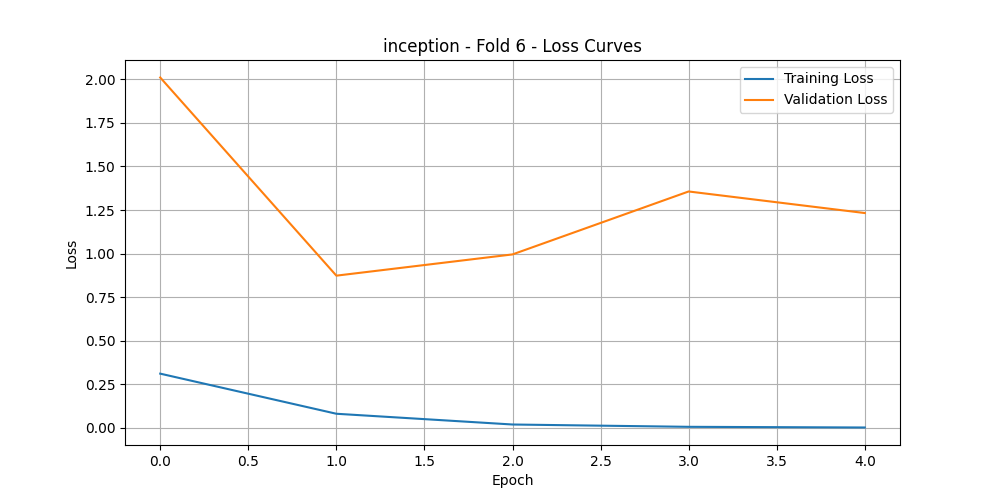 inception - Fold 6 - Loss Curves
Training Loss
Validation Loss
Loss
2.00
1.75
1.50
1.25
1.00
0.75
0.50
0.25
0.00
0.0 0.5 1.0 1.5 2.0 2.5 3.0 3.5 4.0
Epoch